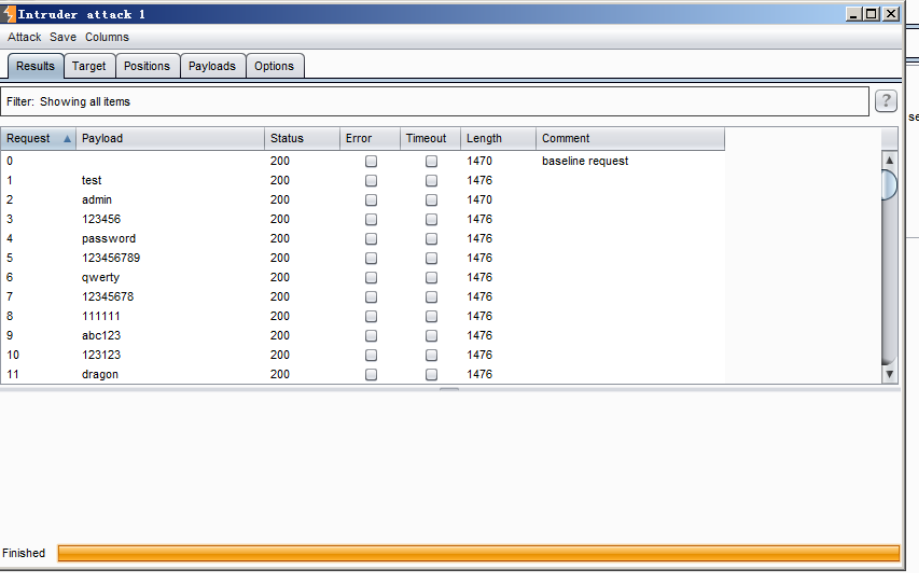 Intruder attack 1
Attack Save Columns
Results Target Positions Payloads Options
Filter: Showing all items ?
Request Payload Status Error Timeout Length Comment
0 200 1470 baseline request
1 test 200 1476
2 admin 200 1470
3 123456 200 1476
4 password 200 1476
5 123456789 200 1476
6 qwerty 200 1476
7 12345678 200 1476
8 111111 200 1476
9 abc123 200 1476
10 123123 200 1476
11 dragon 200 1476
Finished